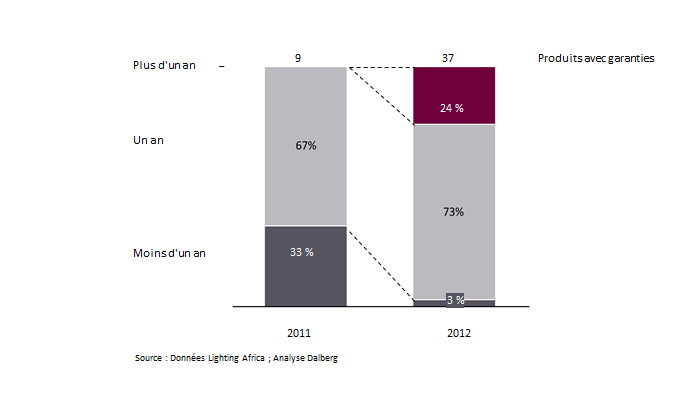 9 37 Produits avec garanties
Plus d'un an –
24 %
Un an 67%
73%
Moins d'un an 33 %
3 %
2011 2012
Source : Données Lighting Africa ; Analyse Dalberg